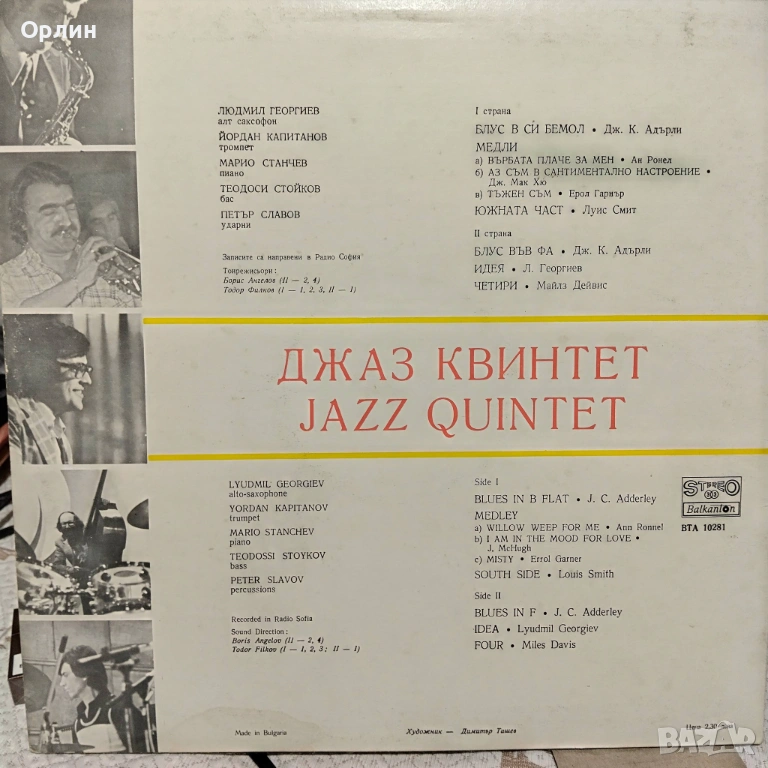 Орлин
ЛЮДМИЛ ГЕОРГИЕВ
алт саксофон
ЙОРДАН КАПИТАНОВ
тромпет
МАРИО СТАНЧЕВ
пиано
ТЕОДОСИ СТОЙКОВ
бас
ПЕТЪР СЛАВОВ
ударни
Записите са направени в Радио София
Тонрежисьори:
Борис Ангелов (II — 2, 4)
Тодор Филков (I — 1, 2, 3, II — 1)
I страна
БЛУС В СИ БЕМОЛ • Дж. К. Адърли
МЕДЛИ
а) ВЪРБАТА ПЛАЧЕ ЗА МЕН • Ан Ронел
б) АЗ СЪМ В САНТИМЕНТАЛНО НАСТРОЕНИЕ •
Дж. Мак Хю
в) ТЪЖЕН СЪМ • Ерол Гарнър
ЮЖНАТА ЧАСТ • Луис Смит
II страна
БЛУС ВЪВ ФА • Дж. К. Адърли
ИДЕЯ • Л. Георгиев
ЧЕТИРИ • Майлз Дейвис
ДЖАЗ КВИНТЕТ
JAZZ QUINTET
LYUDMIL GEORGIEV
alto-saxophone
YORDAN KAPITANOV
trumpet
MARIO STANCHEV
piano
TEODOSSI STOYKOV
bass
PETER SLAVOV
percussions
Recorded in Radio Sofia
Sound Direction:
Boris Angelov (II — 2, 4)
Todor Filkov (I — 1, 2, 3; II — 1)
Side I
BLUES IN B FLAT • J. C. Adderley
MEDLEY
a) WILLOW WEEP FOR ME • Ann Ronnel
b) I AM IN THE MOOD FOR LOVE •
J. McHugh
c) MISTY • Errol Garner
SOUTH SIDE • Louis Smith
Side II
BLUES IN F • J. C. Adderley
IDEA • Lyudmil Georgiev
FOUR • Miles Davis
STEREO
Balkanton
ВТА 10281
Made in Bulgaria
Художник — Димитър Ташев
Цена 2,30
BAZAR